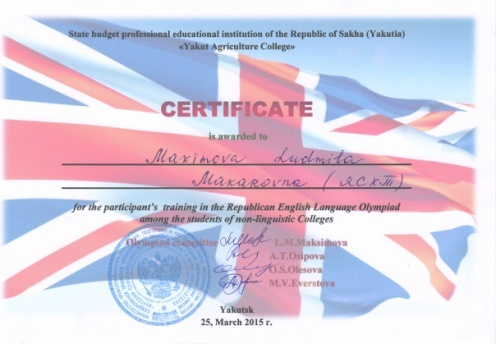 State budget professional educational institution of the Republic of Sakha (Yakutia)
«Yakut Agriculture College»
CERTIFICATE
is awarded to
Maximova Ludmila
Makarovna (ЯСХТ)
for the participant's training in the Republican English Language Olympiad
among the students of non-linguistic Colleges
Olympiad committee L.M.Maksimova
A.T.Osipova
O.S.Olesova
M.V.Everstova
Yakutsk
25, March 2015 г.